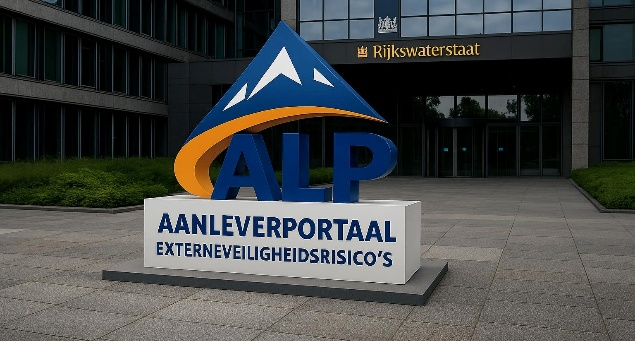 Rijkswaterstaat
ALP
AANLEVERPORTAAL
EXTERNEVEILIGHEIDSRISICO'S